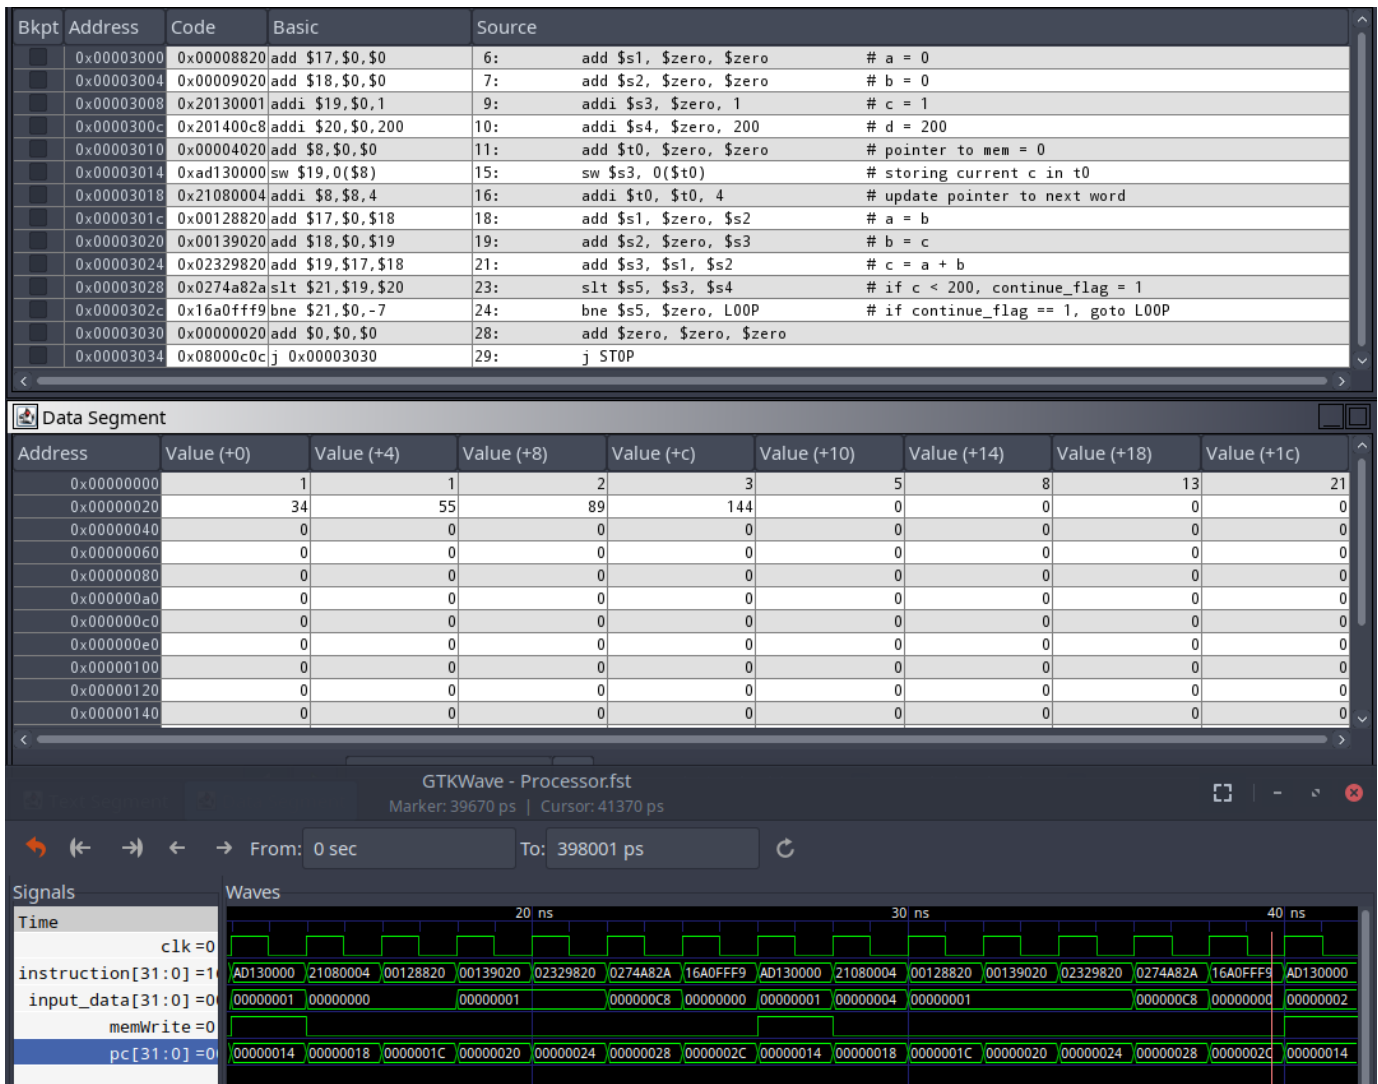 Bkpt Address Code Basic Source
0x00003000 0x00008820 add $17,$0,$0 6: add $s1, $zero, $zero # a = 0
0x00003004 0x00009020 add $18,$0,$0 7: add $s2, $zero, $zero # b = 0
0x00003008 0x20130001 addi $19,$0,1 9: addi $s3, $zero, 1 # c = 1
0x0000300c 0x201400c8 addi $20,$0,200 10: addi $s4, $zero, 200 # d = 200
0x00003010 0x00004020 add $8,$0,$0 11: add $t0, $zero, $zero # pointer to mem = 0
0x00003014 0xad130000 sw $19,0($8) 15: sw $s3, 0($t0) # storing current c in t0
0x00003018 0x21080004 addi $8,$8,4 16: addi $t0, $t0, 4 # update pointer to next word
0x0000301c 0x00128820 add $17,$0,$18 18: add $s1, $zero, $s2 # a = b
0x00003020 0x00139020 add $18,$0,$19 19: add $s2, $zero, $s3 # b = c
0x00003024 0x02329820 add $19,$17,$18 21: add $s3, $s1, $s2 # c = a + b
0x00003028 0x0274a82a slt $21,$19,$20 23: slt $s5, $s3, $s4 # if c < 200, continue_flag = 1
0x0000302c 0x16a0fff9 bne $21,$0,-7 24: bne $s5, $zero, LOOP # if continue_flag == 1, goto LOOP
0x00003030 0x00000020 add $0,$0,$0 28: add $zero, $zero, $zero
0x00003034 0x08000c0c j 0x00003030 29: j STOP
Data Segment
Address Value (+0) Value (+4) Value (+8) Value (+c) Value (+10) Value (+14) Value (+18) Value (+1c)
0x00000000 1 1 2 3 5 8 13 21
0x00000020 34 55 89 144 0 0 0 0
0x00000040 0 0 0 0 0 0 0 0
0x00000060 0 0 0 0 0 0 0 0
0x00000080 0 0 0 0 0 0 0 0
0x000000a0 0 0 0 0 0 0 0 0
0x000000c0 0 0 0 0 0 0 0 0
0x000000e0 0 0 0 0 0 0 0 0
0x00000100 0 0 0 0 0 0 0 0
0x00000120 0 0 0 0 0 0 0 0
0x00000140 0 0 0 0 0 0 0 0
GTKWave - Processor.fst
Text Segment
Marker: 39670 ps | Cursor: 41370 ps
From: 0 sec To: 398001 ps
Signals Waves
Time 20 ns 30 ns 40 ns
clk =0
instruction[31:0] =1 AD130000 21080004 00128820 00139020 02329820 0274A82A 16A0FFF9 AD130000 21080004 00128820 00139020 02329820 0274A82A 16A0FFF9 AD130000
input_data[31:0] =0 00000001 00000000 00000001 000000C8 00000000 00000001 00000004 00000001 000000C8 00000000 00000002
memWrite =0
pc[31:0] =0 00000014 00000018 0000001C 00000020 00000024 00000028 0000002C 00000014 00000018 0000001C 00000020 00000024 00000028 0000002C 00000014